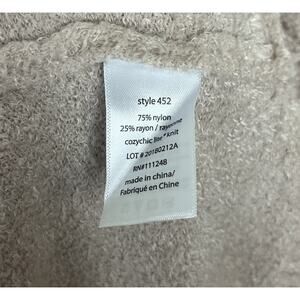 style 452
75% nylon
25% rayon / rayonne
cozychic lite® knit
LOT # 20180212A
RN#111248
made in china/
Fabriqué en Chine